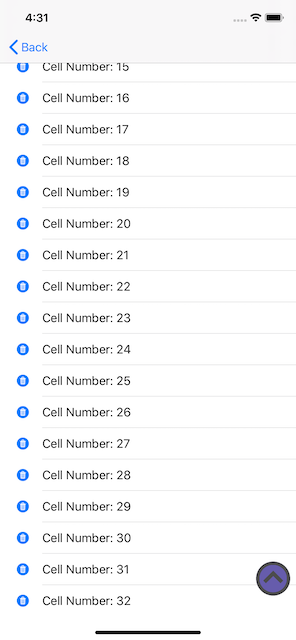 4:31
Back
Cell Number: 15
Cell Number: 16
Cell Number: 17
Cell Number: 18
Cell Number: 19
Cell Number: 20
Cell Number: 21
Cell Number: 22
Cell Number: 23
Cell Number: 24
Cell Number: 25
Cell Number: 26
Cell Number: 27
Cell Number: 28
Cell Number: 29
Cell Number: 30
Cell Number: 31
Cell Number: 32